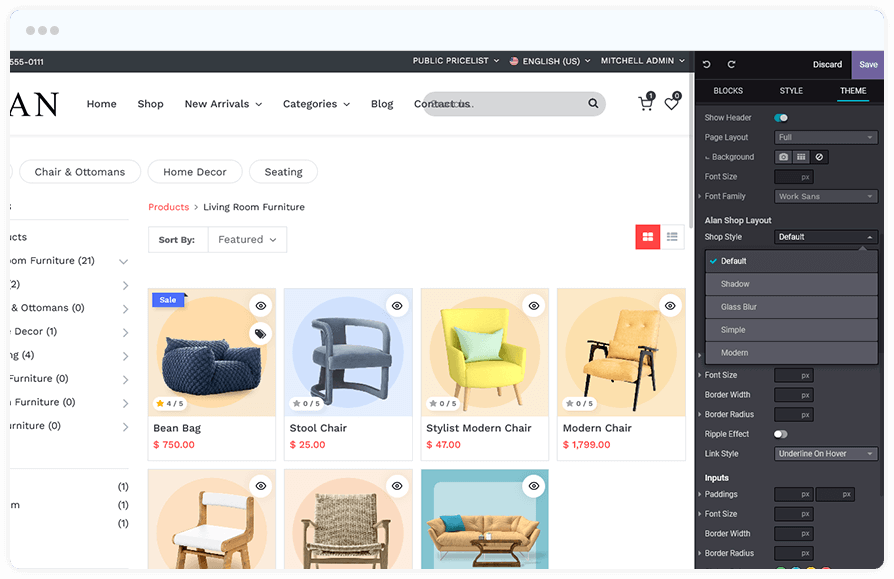 555-0111
PUBLIC PRICELIST
ENGLISH (US)
MITCHELL ADMIN
Discard
Save
AN
Home
Shop
New Arrivals
Categories
Blog
Contact us
1
0
BLOCKS
STYLE
THEME
Show Header
Page Layout
Full
Background
Font Size
px
Font Family
Work Sans
Alan Shop Layout
Shop Style
Default
Default
Shadow
Glass Blur
Simple
Modern
Font Size
px
Border Width
px
Border Radius
px
Ripple Effect
Link Style
Underline On Hover
Inputs
Paddings
px
px
Font Size
px
Border Width
px
Border Radius
px
Chair & Ottomans
Home Decor
Seating
Products > Living Room Furniture
Sort By:
Featured
ucts
oom Furniture (21)
(2)
& Ottomans (0)
e Decor (1)
ng (4)
Furniture (0)
n Furniture (0)
urniture (0)
(1)
m (1)
(1)
Sale
4 / 5
Bean Bag
$ 750.00
0 / 5
Stool Chair
$ 25.00
0 / 5
Stylist Modern Chair
$ 47.00
0 / 5
Modern Chair
$ 1,799.00